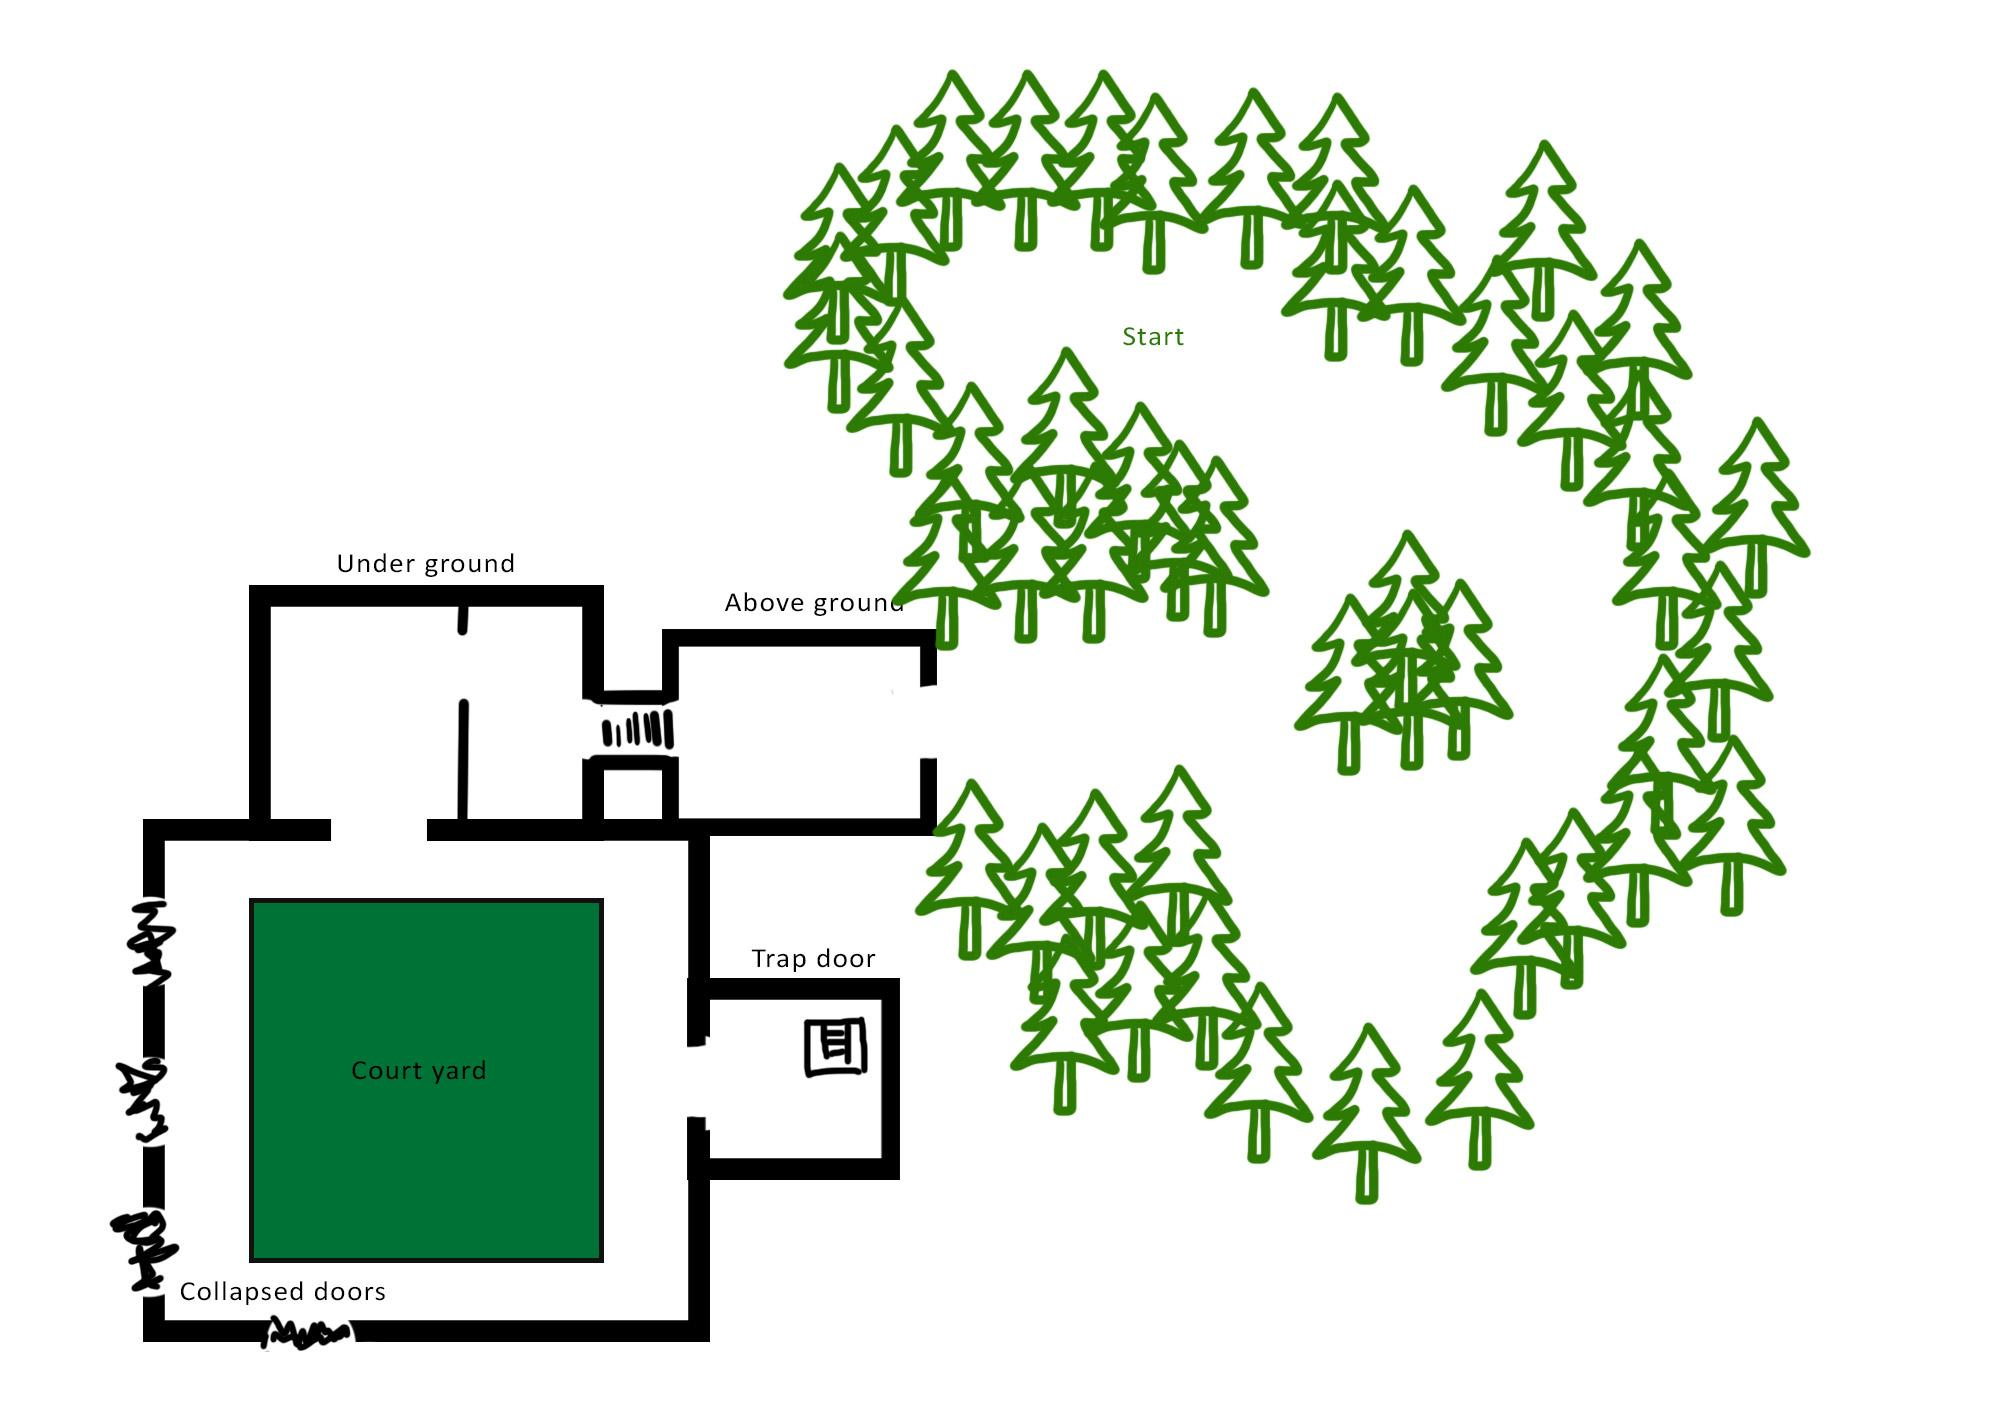 Start
Under ground
Above ground
Trap door
Court yard
Collapsed doors